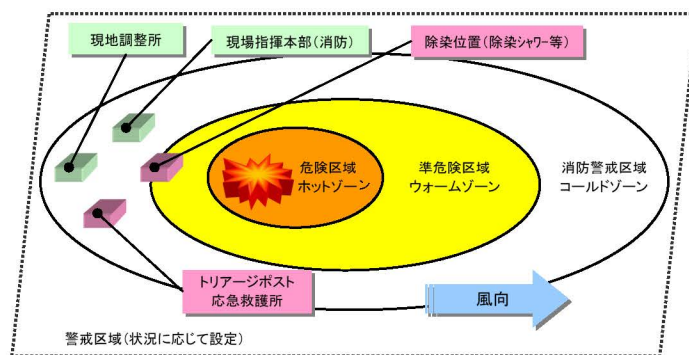 現地調整所
現場指揮本部(消防)
除染位置(除染シャワー等)
危険区域
ホットゾーン
準危険区域
ウォームゾーン
消防警戒区域
コールドゾーン
トリアージポスト
応急救護所
風向
警戒区域(状況に応じて設定)